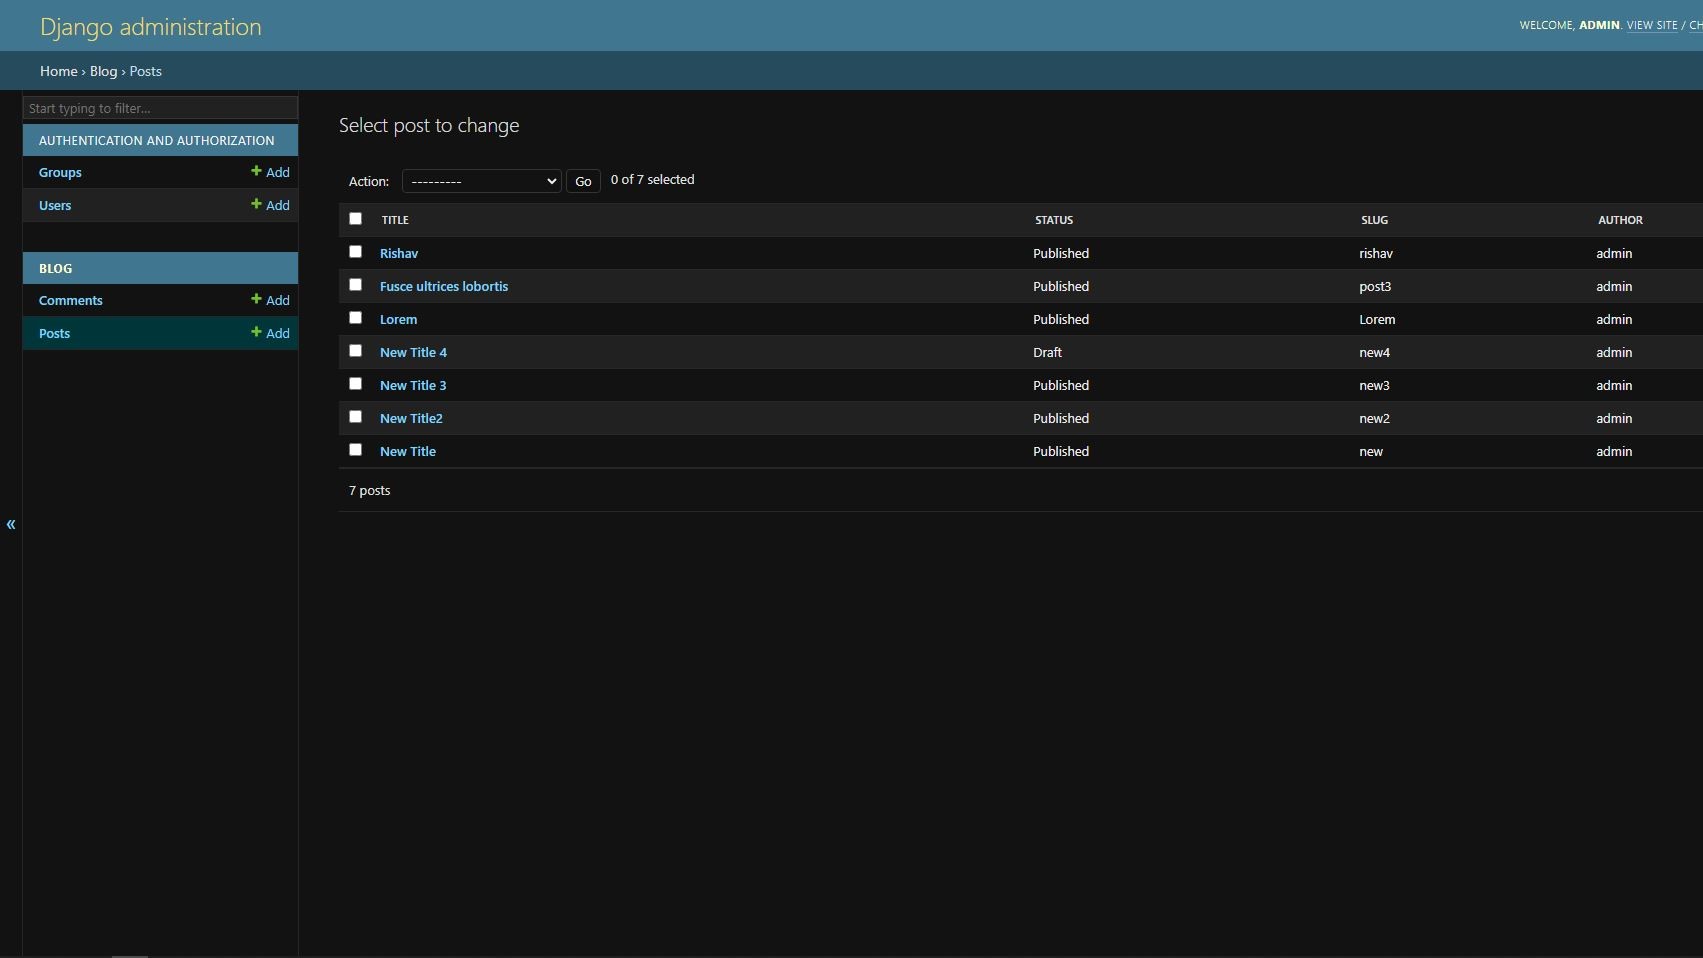 Django administration
WELCOME, ADMIN. VIEW SITE / CH
Home › Blog › Posts
Start typing to filter...
AUTHENTICATION AND AUTHORIZATION
Groups + Add
Users + Add
BLOG
Comments + Add
Posts + Add
«
Select post to change
Action: --------- Go 0 of 7 selected
TITLE STATUS SLUG AUTHOR
Rishav Published rishav admin
Fusce ultrices lobortis Published post3 admin
Lorem Published Lorem admin
New Title 4 Draft new4 admin
New Title 3 Published new3 admin
New Title2 Published new2 admin
New Title Published new admin
7 posts